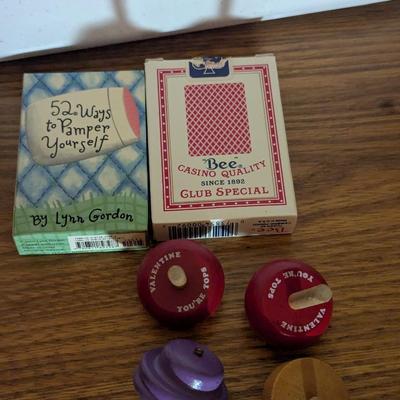 52 Ways
to Pamper
Yourself
By Lynn Gordon
"Bee"
CASINO QUALITY
SINCE 1892
CLUB SPECIAL
Bee
VALENTINE
YOU'RE TOPS
YOU'RE TOPS
VALENTINE